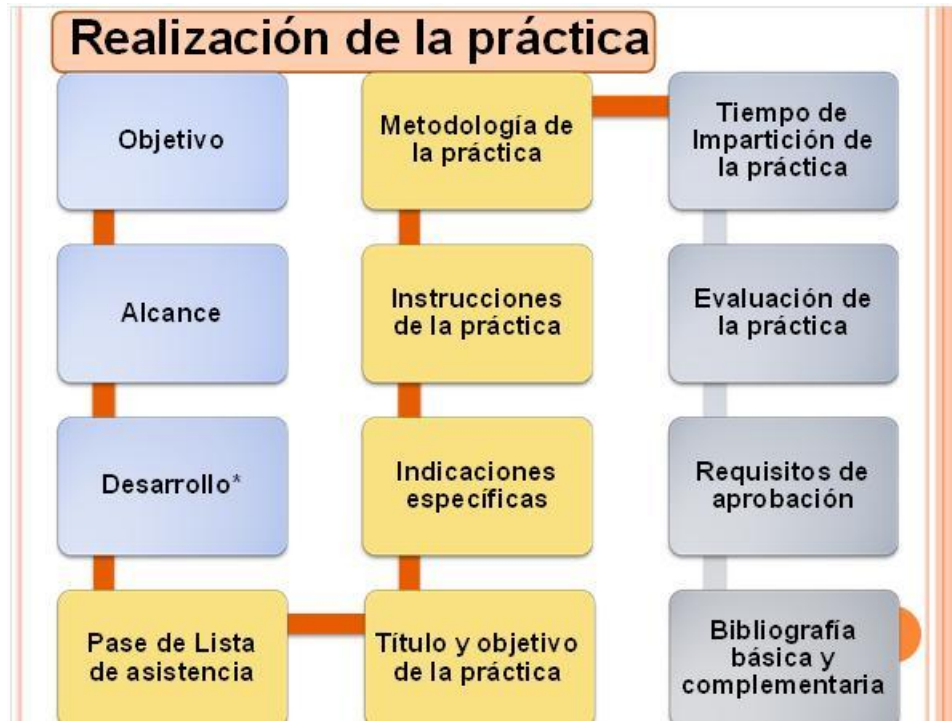 Realización de la práctica
Objetivo
Alcance
Desarrollo*
Pase de Lista
de asistencia
Título y objetivo
de la práctica
Indicaciones
específicas
Instrucciones
de la práctica
Metodología de
la práctica
Tiempo de
Impartición de
la práctica
Evaluación de
la práctica
Requisitos de
aprobación
Bibliografía
básica y
complementaria